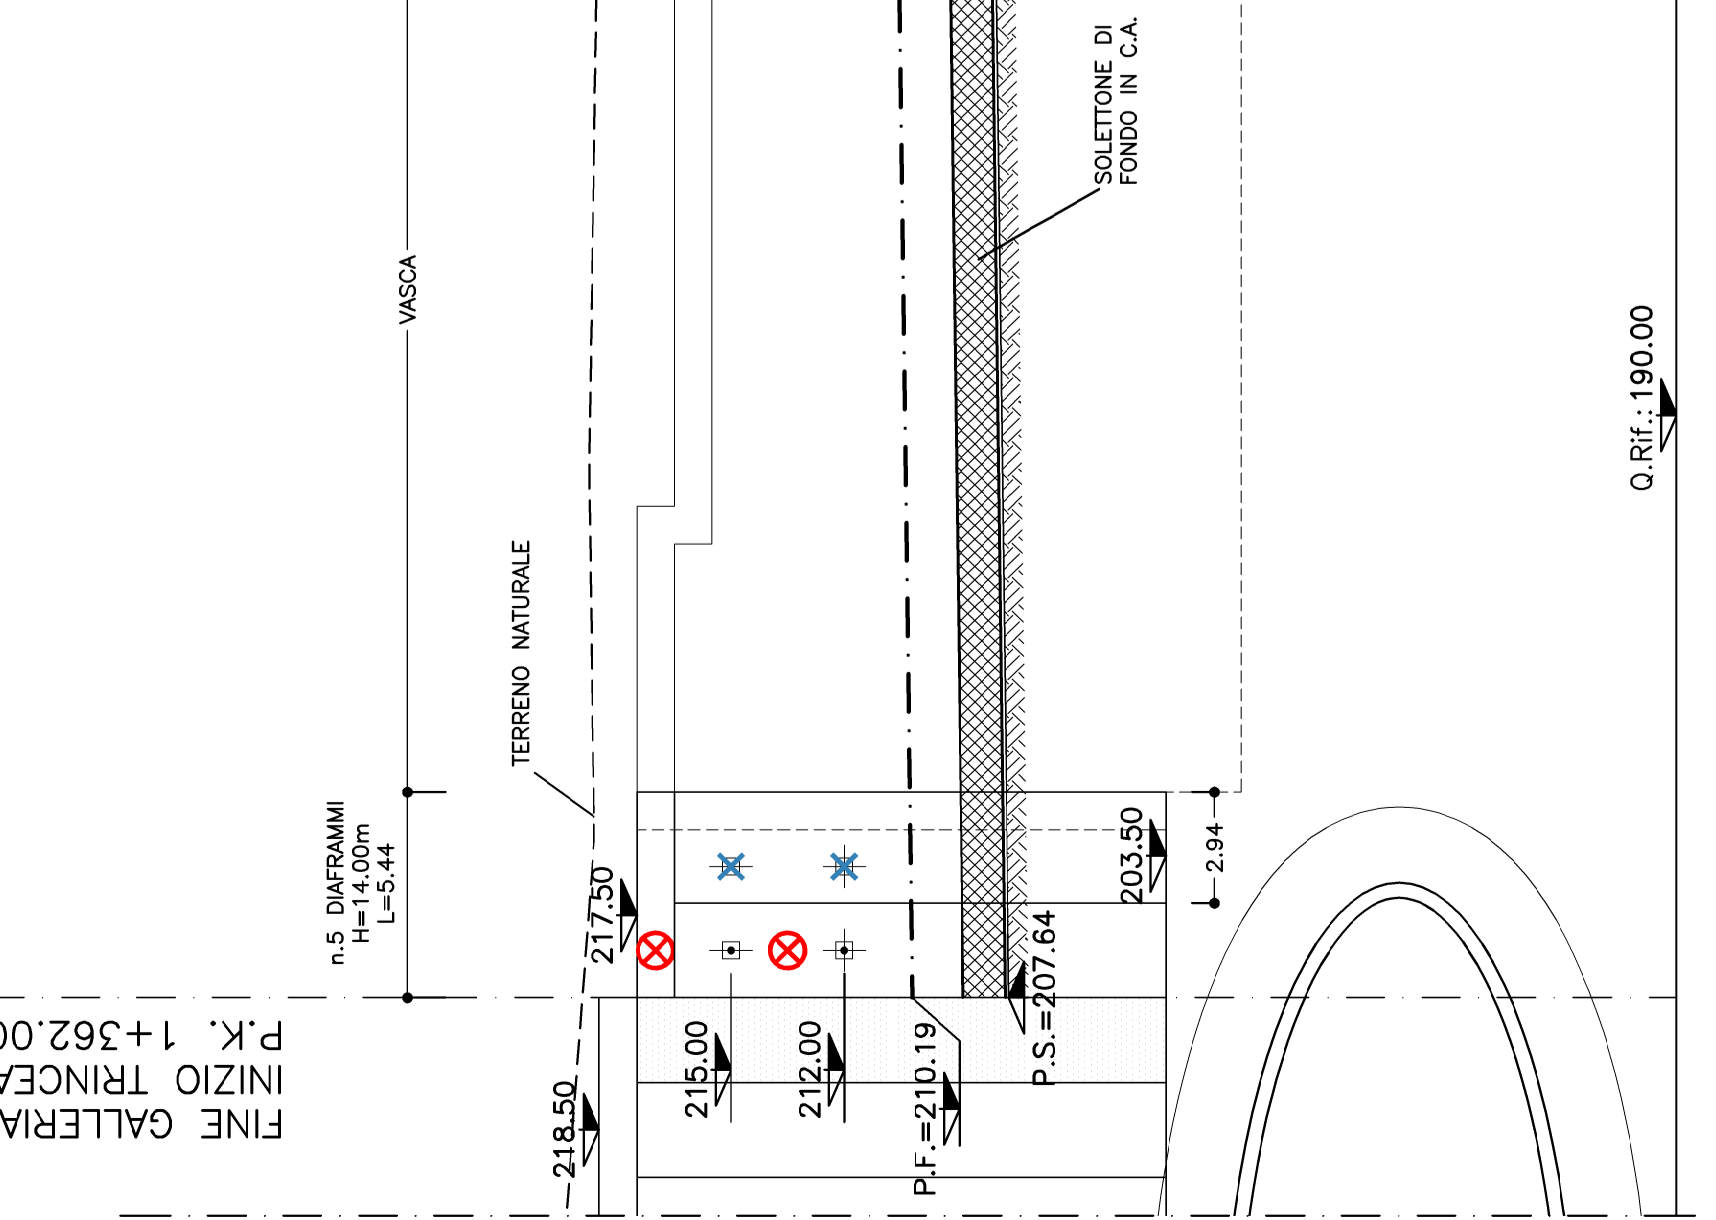 VASCA
SOLETTONE DI
FONDO IN C.A.
Q.Rif.: 190.00
TERRENO NATURALE
n.5 DIAFRAMMI
H=14.00m
L=5.44
217.50
203.50
2.94
P.S.=207.64
215.00
212.00
P.F.=210.19
218.50
FINE GALLERIA
INIZIO TRINCEA
P.K. 1+362.00